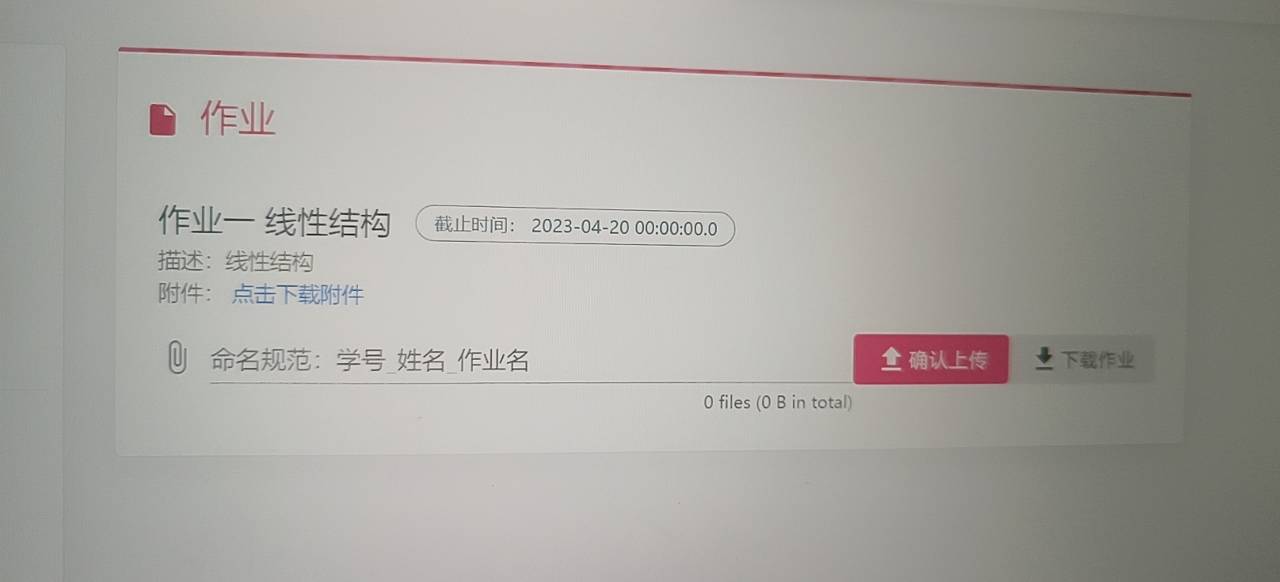 作业
作业一 线性结构 截止时间： 2023-04-20 00:00:00.0
描述：线性结构
附件： 点击下载附件
命名规范：学号_姓名_作业名 确认上传 下载作业
0 files (0 B in total)